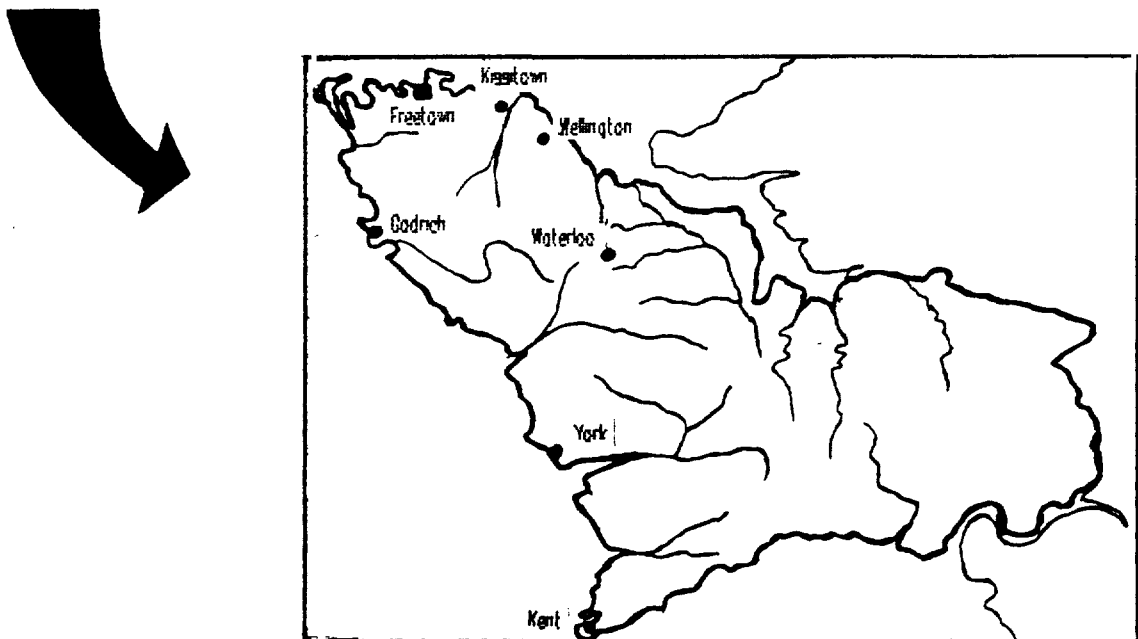 Kissytown
Freetown
Wellington
Godrich
Waterloo
York
Kent